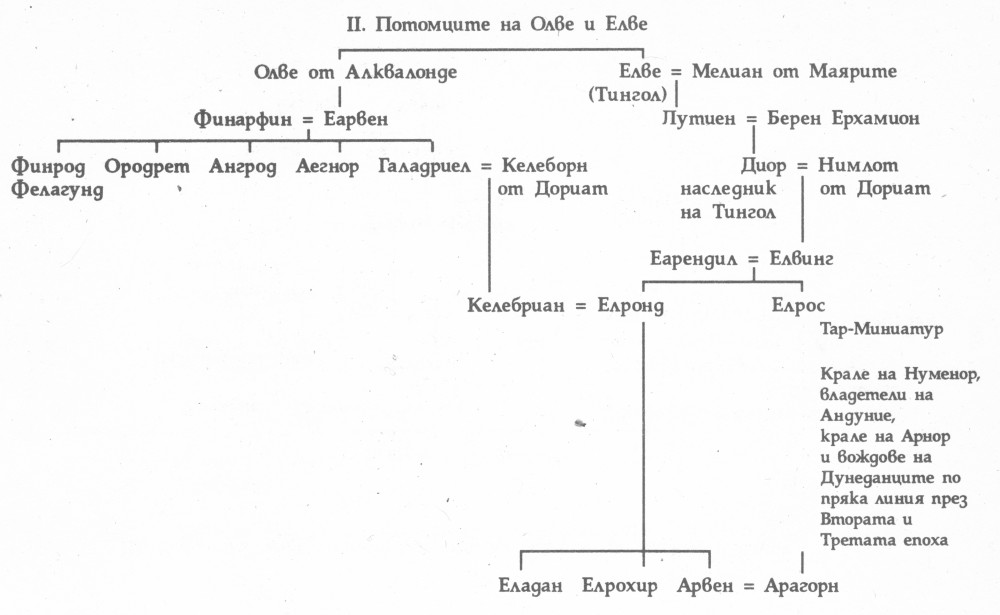 II. Потомците на Олве и Елве
Олве от Алквалонде
Елве = Мелиан от Маярите
(Тингол)
Финарфин = Еарвен
Лутиен = Берен Ерхамион
Финрод Ородрет Ангрод Аегнор Галадриел = Келеборн
Фелагунд
от Дориат
Диор = Нимлот
наследник от Дориат
на Тингол
Еарендил = Елвинг
Келебриан = Елронд
Елрос
Тар-Миниатур
Крале на Нуменор,
владетели на
Андуние,
крале на Арнор
и вождове на
Дунеданците по
пряка линия през
Втората и
Третата епоха
Еладан Елрохир Арвен = Арагорн